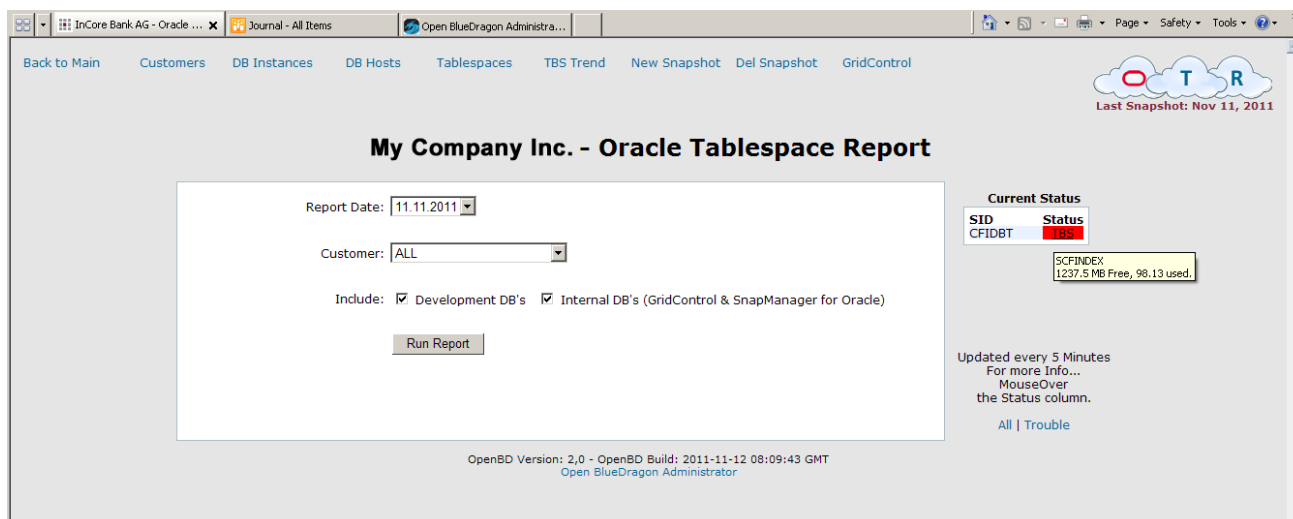 InCore Bank AG - Oracle ...
Journal - All Items
Open BlueDragon Administra...
Page
Safety
Tools
Back to Main
Customers
DB Instances
DB Hosts
Tablespaces
TBS Trend
New Snapshot
Del Snapshot
GridControl
O T R
Last Snapshot: Nov 11, 2011
My Company Inc. - Oracle Tablespace Report
Report Date: 11.11.2011
Customer: ALL
Include: Development DB's Internal DB's (GridControl & SnapManager for Oracle)
Run Report
Current Status
SID Status
CFIDBT TBS
SCFINDEX
1237.5 MB Free, 98.13 used.
Updated every 5 Minutes
For more Info...
MouseOver
the Status column.
All | Trouble
OpenBD Version: 2,0 - OpenBD Build: 2011-11-12 08:09:43 GMT
Open BlueDragon Administrator